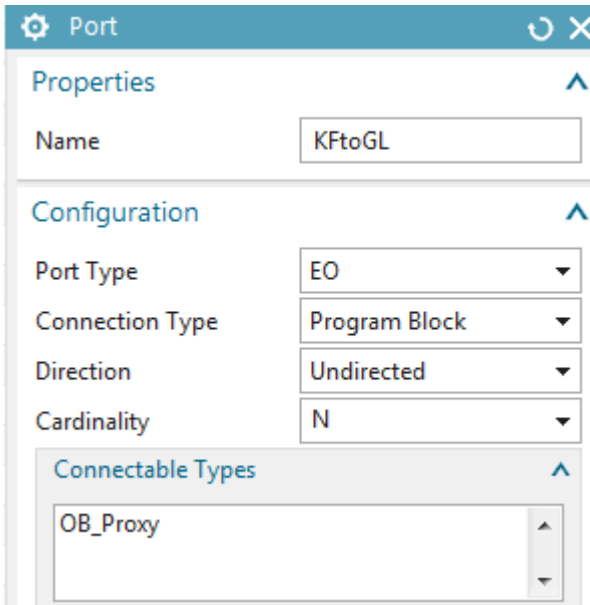 Port
Properties
Name KFtoGL
Configuration
Port Type EO
Connection Type Program Block
Direction Undirected
Cardinality N
Connectable Types
OB_Proxy